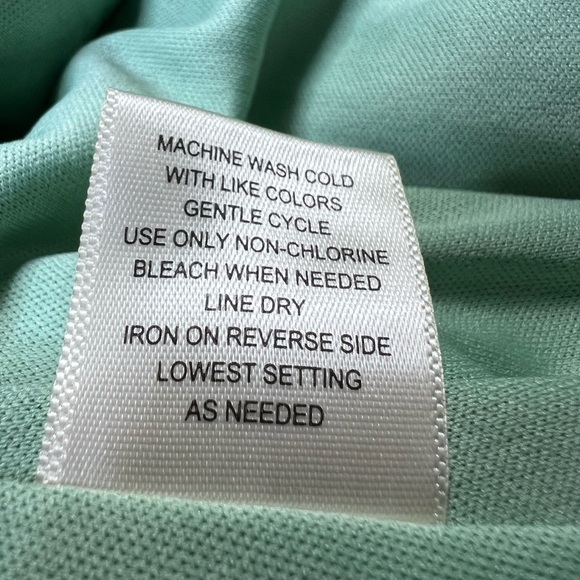 MACHINE WASH COLD
WITH LIKE COLORS
GENTLE CYCLE
USE ONLY NON-CHLORINE
BLEACH WHEN NEEDED
LINE DRY
IRON ON REVERSE SIDE
LOWEST SETTING
AS NEEDED